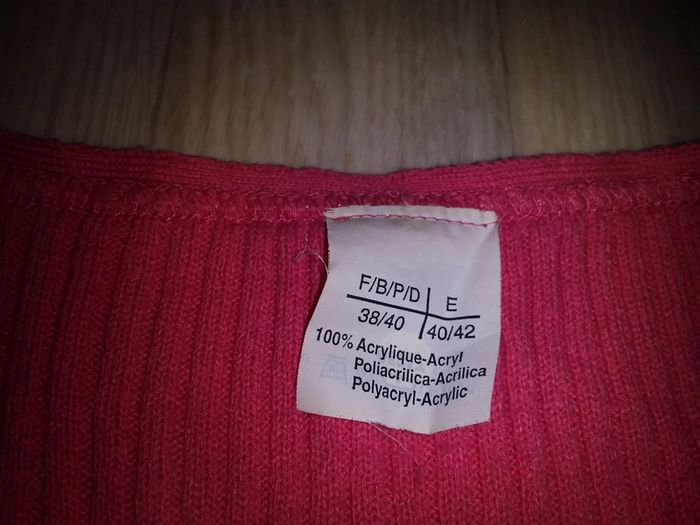 F/B/P/D E
38/40 40/42
100% Acrylique-Acryl
Poliacrilica-Acrilica
Polyacryl-Acrylic